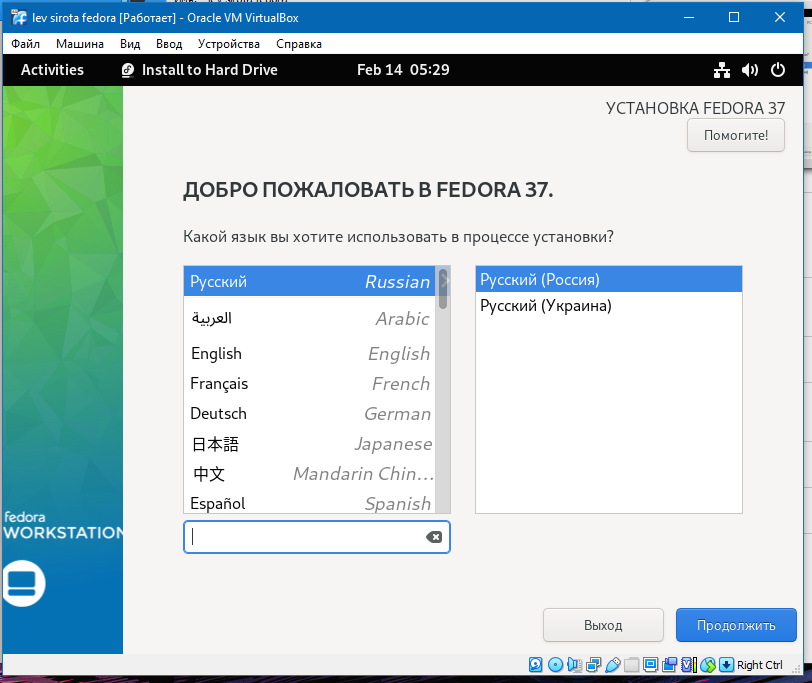 lev sirota fedora [Работает] - Oracle VM VirtualBox
Файл Машина Вид Ввод Устройства Справка
Activities Install to Hard Drive Feb 14 05:29
УСТАНОВКА FEDORA 37
Помогите!
ДОБРО ПОЖАЛОВАТЬ В FEDORA 37.
Какой язык вы хотите использовать в процессе установки?
Русский Russian
العربية Arabic
English English
Français French
Deutsch German
日本語 Japanese
中文 Mandarin Chin...
Español Spanish
Русский (Россия)
Русский (Украина)
fedora
WORKSTATION
Выход Продолжить
Right Ctrl